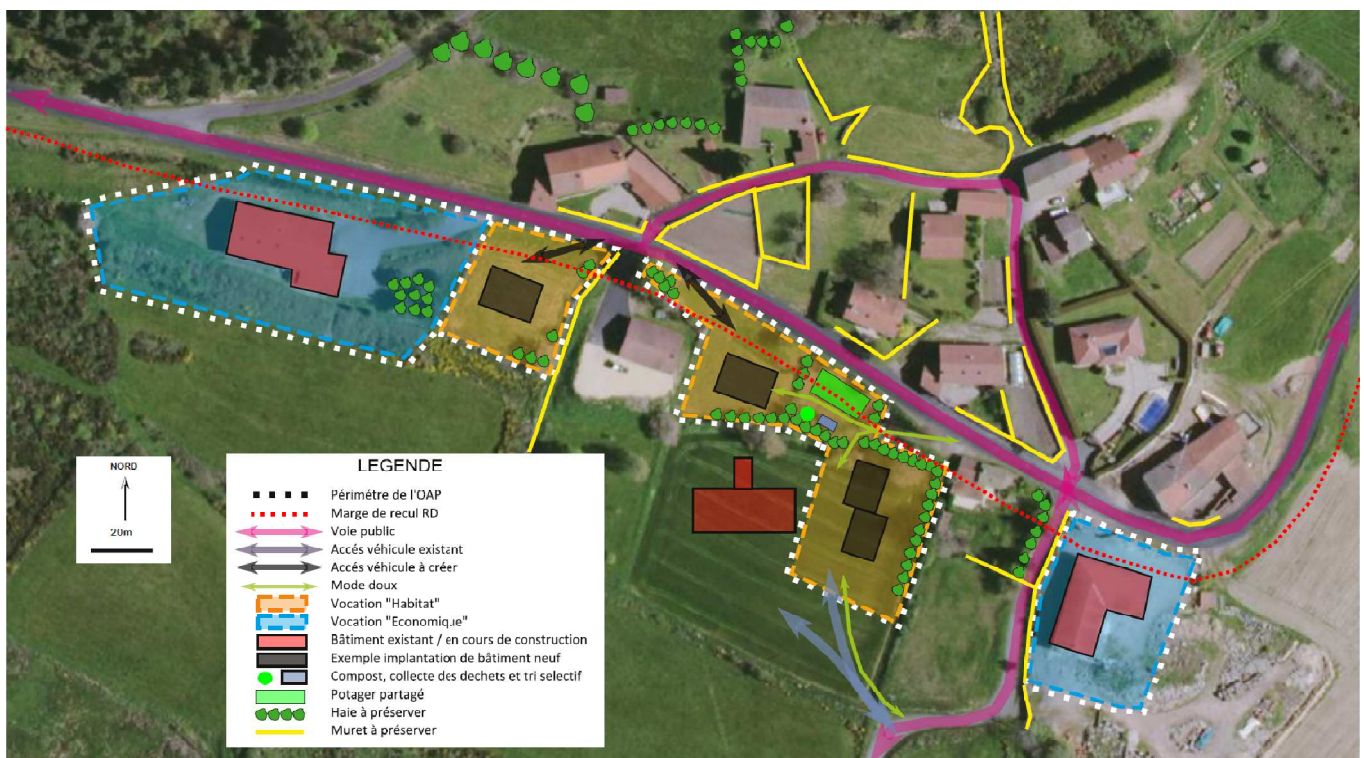 NORD
20m
LEGENDE
Périmétre de l'OAP
Marge de recul RD
Voie public
Accés véhicule existant
Accés véhicule à créer
Mode doux
Vocation "Habitat"
Vocation "Economique"
Bâtiment existant / en cours de construction
Exemple implantation de bâtiment neuf
Compost, collecte des dechets et tri selectif
Potager partagé
Haie à préserver
Muret à préserver